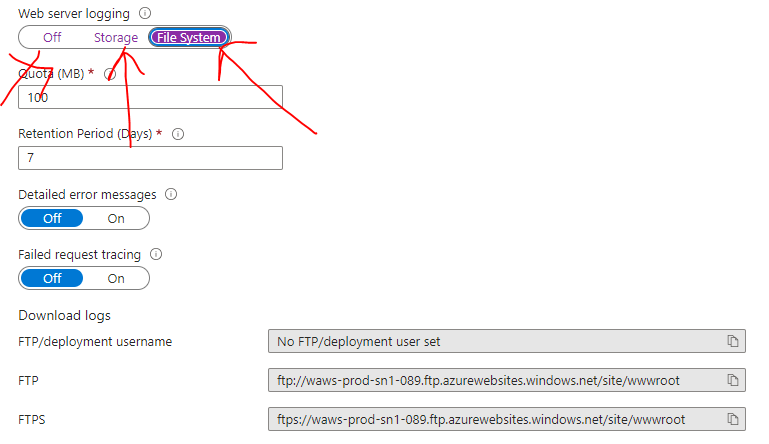 Web server logging
Off Storage File System
Quota (MB) *
100
Retention Period (Days) *
7
Detailed error messages
Off On
Failed request tracing
Off On
Download logs
FTP/deployment username No FTP/deployment user set
FTP ftp://waws-prod-sn1-089.ftp.azurewebsites.windows.net/site/wwwroot
FTPS ftps://waws-prod-sn1-089.ftp.azurewebsites.windows.net/site/wwwroot